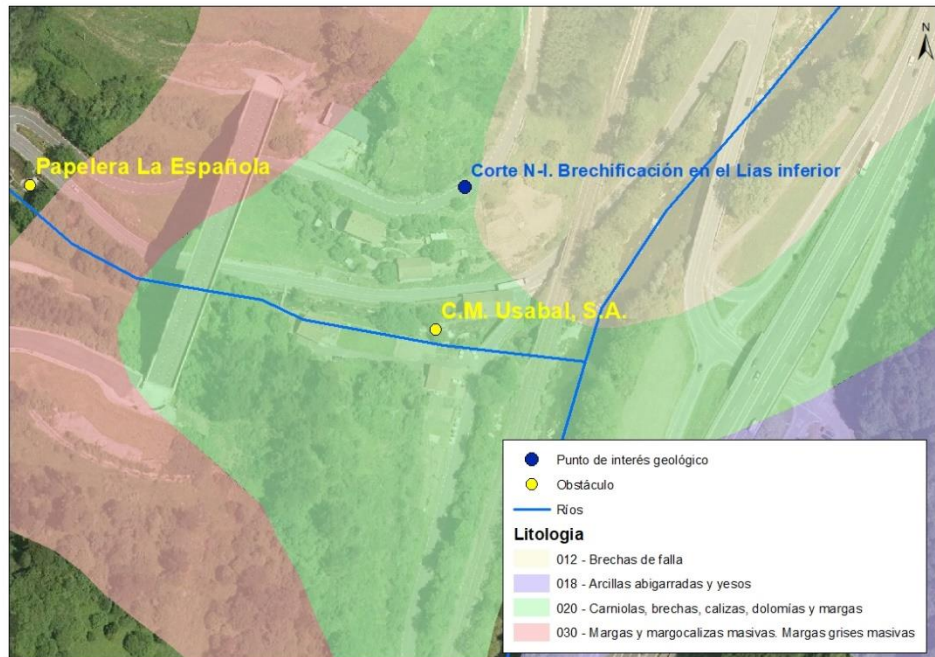 N
Papelera La Española
Corte N-I. Brechificación en el Lias inferior
C.M. Usabal, S.A.
Punto de interés geológico
Obstáculo
Ríos
Litologia
012 - Brechas de falla
018 - Arcillas abigarradas y yesos
020 - Carniolas, brechas, calizas, dolomías y margas
030 - Margas y margocalizas masivas. Margas grises masivas